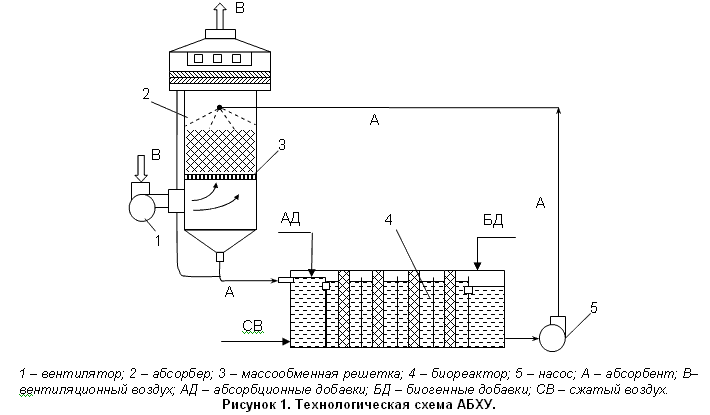 В
2
А
3
В
1
АД
4
БД
А
А
5
СВ
1 – вентилятор; 2 – абсорбер; 3 – массообменная решетка; 4 – биореактор; 5 – насос; А – абсорбент; В–
вентиляционный воздух; АД – абсорбционные добавки; БД – биогенные добавки; СВ – сжатый воздух.
Рисунок 1. Технологическая схема АБХУ.